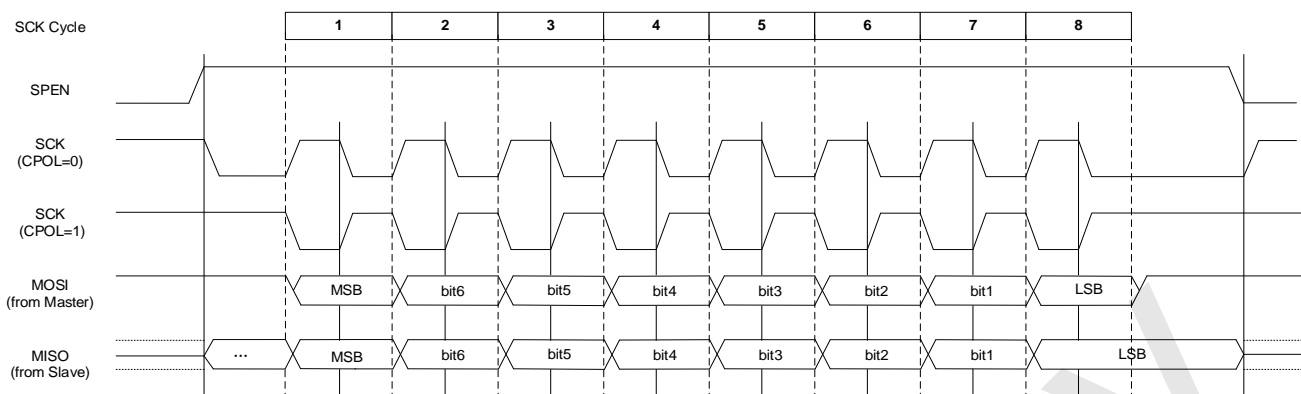 SCK Cycle 1 2 3 4 5 6 7 8
SPEN
SCK
(CPOL=0)
SCK
(CPOL=1)
MOSI
(from Master)
MSB bit6 bit5 bit4 bit3 bit2 bit1 LSB
MISO
(from Slave)
... MSB bit6 bit5 bit4 bit3 bit2 bit1 LSB